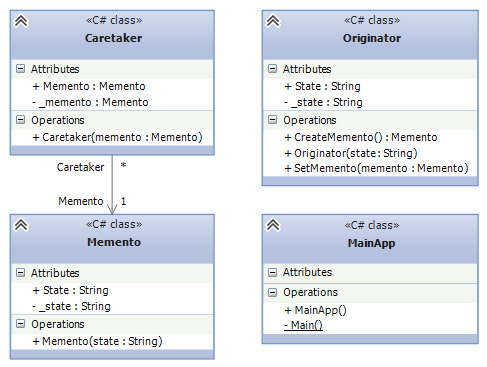 «C# class»
Caretaker
Attributes
+ Memento : Memento
- _memento : Memento
Operations
+ Caretaker(memento : Memento)
«C# class»
Originator
Attributes
+ State : String
- _state : String
Operations
+ CreateMemento() : Memento
+ Originator(state : String)
+ SetMemento(memento : Memento)
Caretaker *
Memento 1
«C# class»
Memento
Attributes
+ State : String
- _state : String
Operations
+ Memento(state : String)
«C# class»
MainApp
Attributes
Operations
+ MainApp()
- Main()